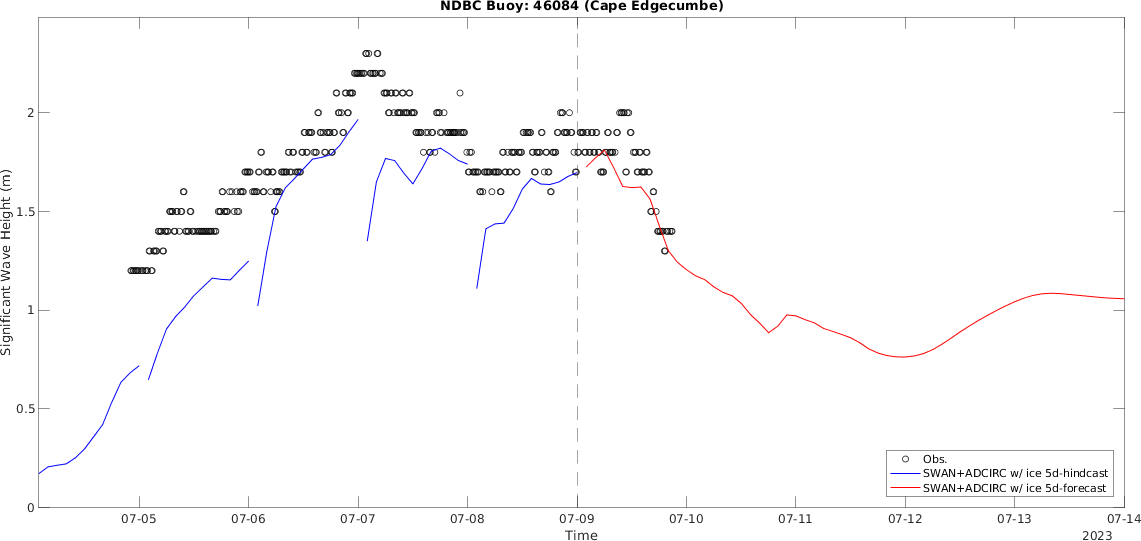 NDBC Buoy: 46084 (Cape Edgecumbe)
Significant Wave Height (m)
2
1.5
1
0.5
0
Obs.
SWAN+ADCIRC w/ ice 5d-hindcast
SWAN+ADCIRC w/ ice 5d-forecast
07-05 07-06 07-07 07-08 07-09 07-10 07-11 07-12 07-13 07-14
Time
2023